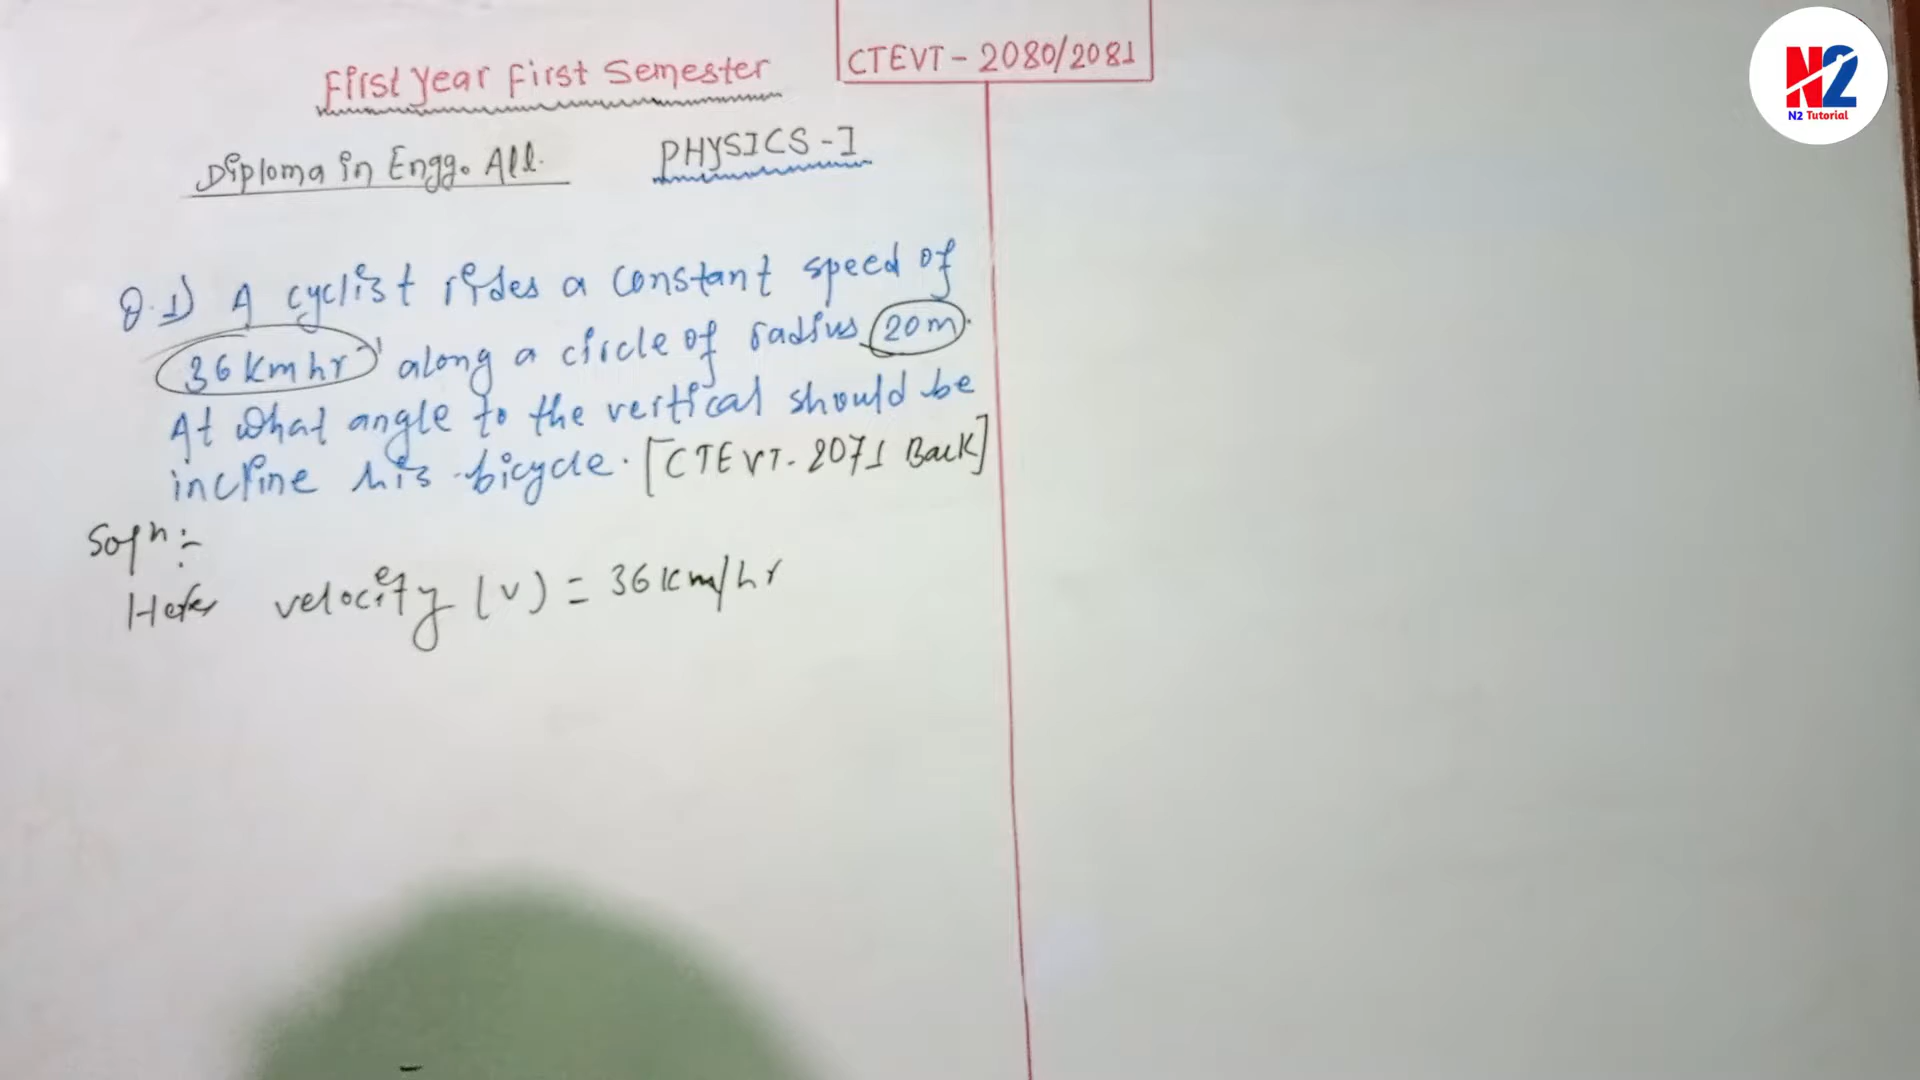 First Year First Semester
CTEVT - 2080/2081
N2
N2 Tutorial
Diploma in Engg. All.
PHYSICS - I
Q.1) A cyclist rides a constant speed of
36 Km hr⁻¹ along a circle of radius 20m.
At what angle to the vertical should be
incline his bicycle. [CTEVT- 2071 Back]
Soln:-
Here velocity (v) = 36 Km/hr